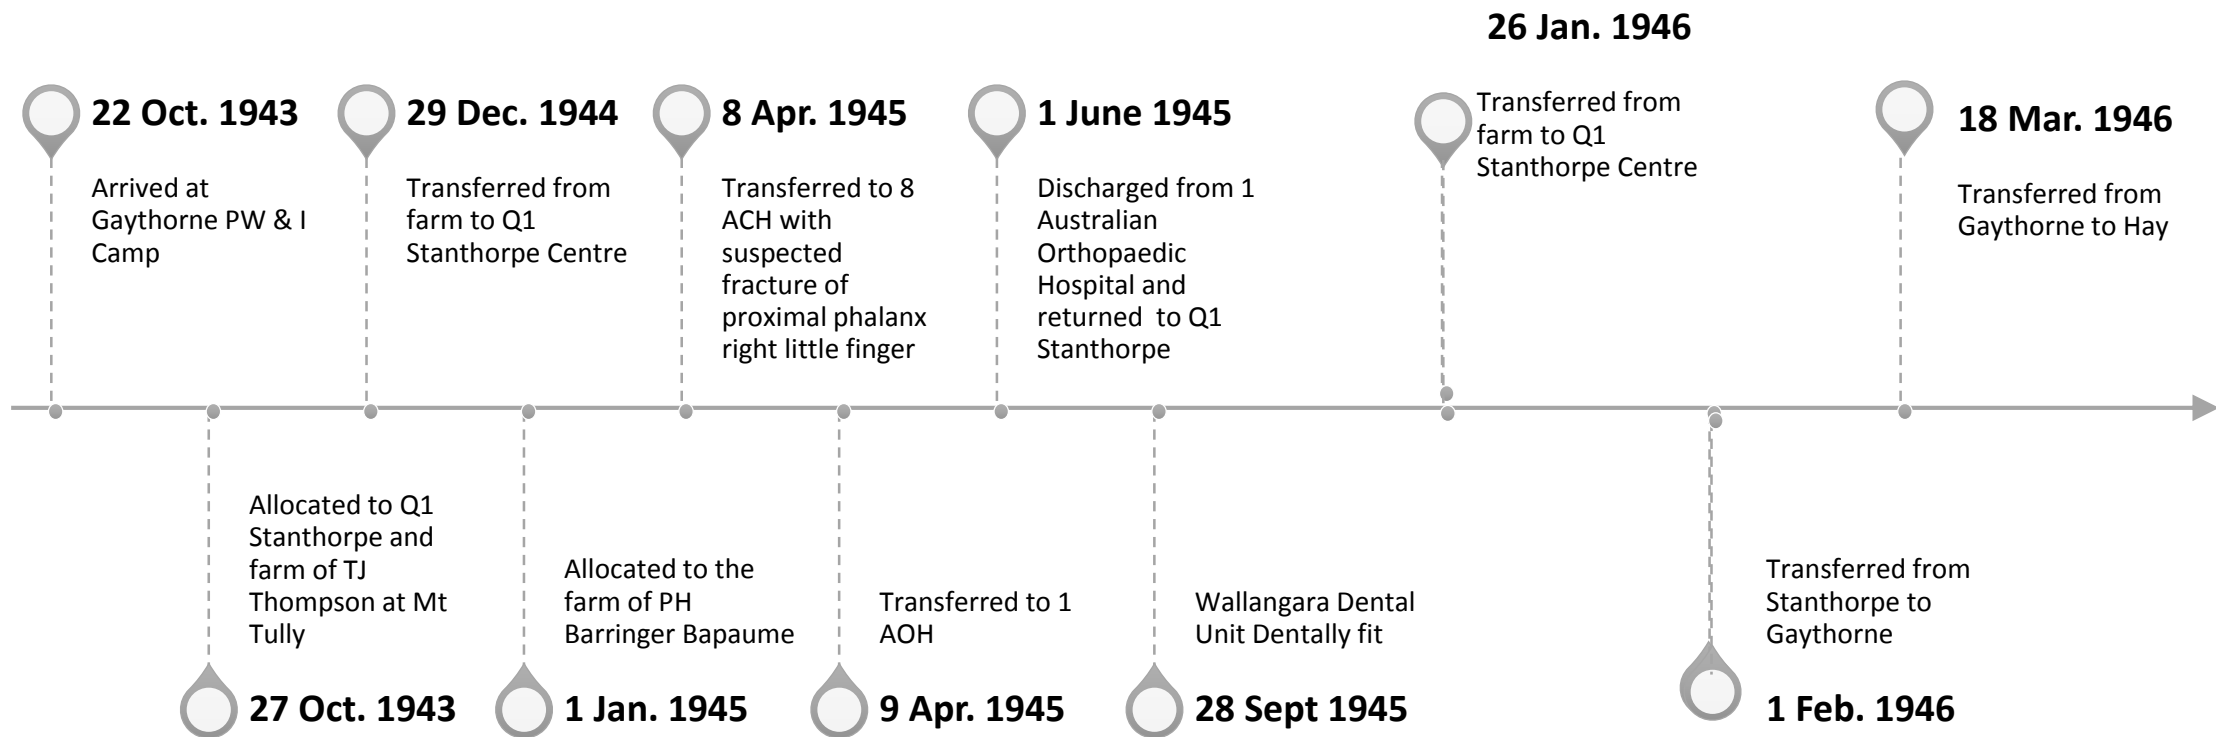 26 Jan. 1946
22 Oct. 1943
29 Dec. 1944
8 Apr. 1945
1 June 1945
18 Mar. 1946
Arrived at
Gaythorne PW & I
Camp
Transferred from
farm to Q1
Stanthorpe Centre
Transferred to 8
ACH with
suspected
fracture of
proximal phalanx
right little finger
Discharged from 1
Australian
Orthopaedic
Hospital and
returned  to Q1
Stanthorpe
Transferred from
farm to Q1
Stanthorpe Centre
Transferred from
Gaythorne to Hay
Allocated to Q1
Stanthorpe and
farm of TJ
Thompson at Mt
Tully
27 Oct. 1943
Allocated to the
farm of PH
Barringer Bapaume
1 Jan. 1945
Transferred to 1
AOH
9 Apr. 1945
Wallangara Dental
Unit Dentally fit
28 Sept 1945
Transferred from
Stanthorpe to
Gaythorne
1 Feb. 1946